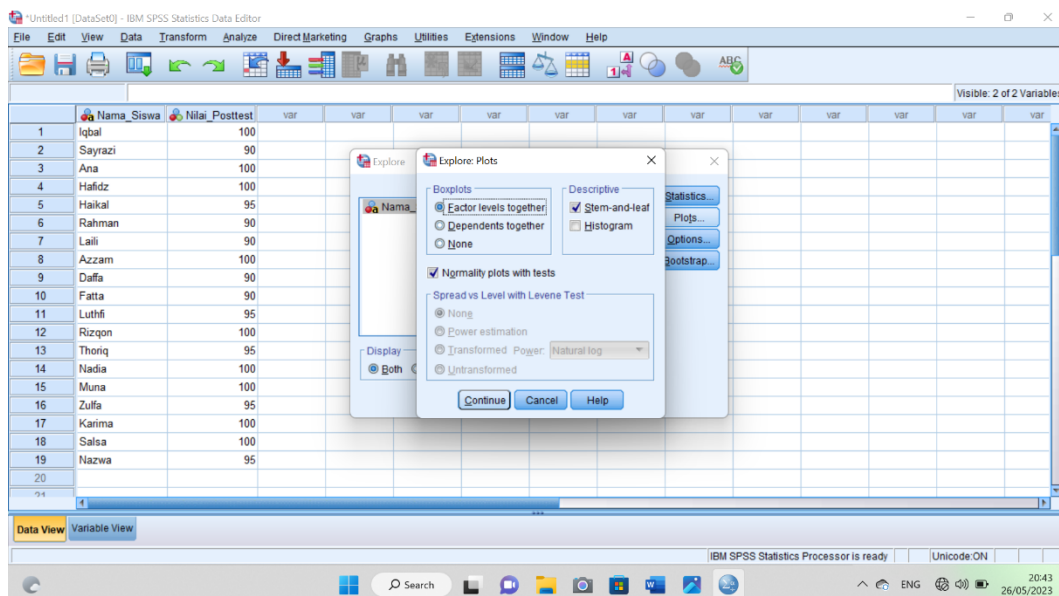 *Untitled1 [DataSet0] - IBM SPSS Statistics Data Editor
File Edit View Data Transform Analyze Direct Marketing Graphs Utilities Extensions Window Help
Visible: 2 of 2 Variables
Nama_Siswa Nilai_Posttest var var var var var var var var var var var var
1 Iqbal 100
2 Sayrazi 90
3 Ana 100
4 Hafidz 100
5 Haikal 95
6 Rahman 90
7 Laili 90
8 Azzam 100
9 Daffa 90
10 Fatta 90
11 Luthfi 95
12 Rizqon 100
13 Thoriq 95
14 Nadia 100
15 Muna 100
16 Zulfa 95
17 Karima 100
18 Salsa 100
19 Nazwa 95
20
21
Explore
Nama_
Display
Both
Statistics...
Plots...
Options...
Bootstrap...
Explore: Plots
Boxplots
Factor levels together
Dependents together
None
Descriptive
Stem-and-leaf
Histogram
Normality plots with tests
Spread vs Level with Levene Test
None
Power estimation
Transformed Power: Natural log
Untransformed
Continue Cancel Help
Data View Variable View
IBM SPSS Statistics Processor is ready Unicode:ON
Search
ENG
20:43
26/05/2023